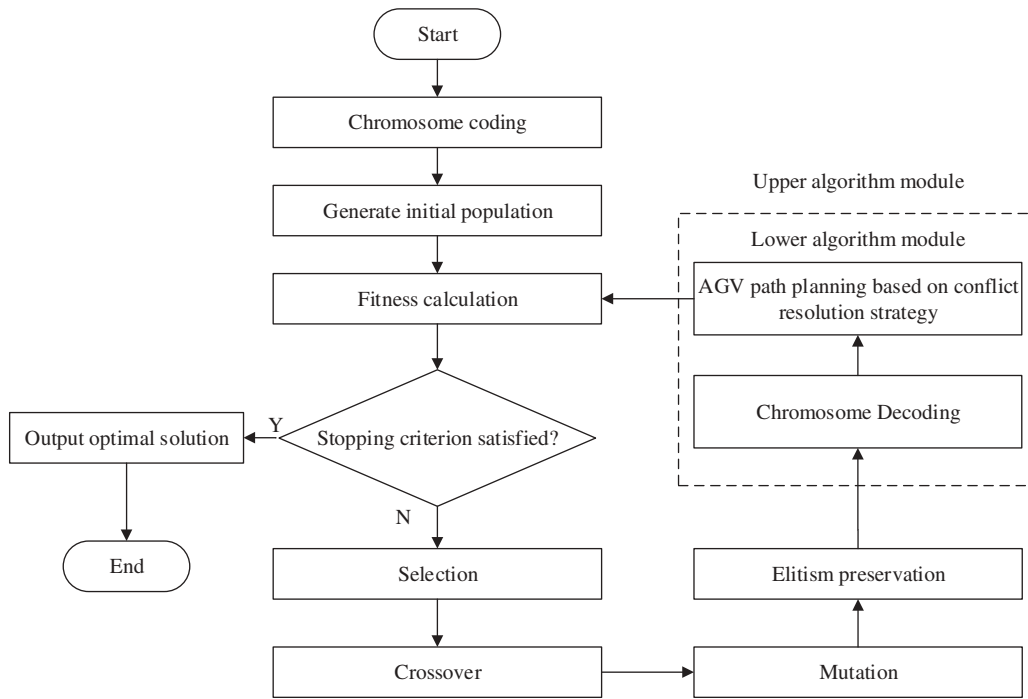 Start
Chromosome coding
Generate initial population
Fitness calculation
Stopping criterion satisfied?
Y
Output optimal solution
End
N
Selection
Crossover
Mutation
Elitism preservation
Upper algorithm module
Lower algorithm module
AGV path planning based on conflict
resolution strategy
Chromosome Decoding